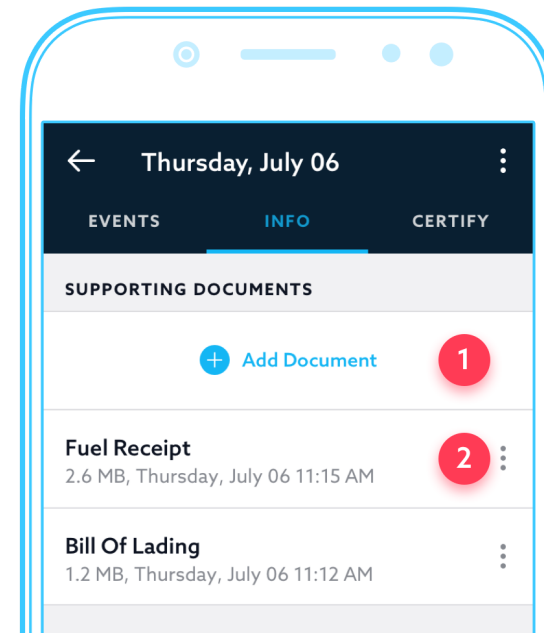 Thursday, July 06
EVENTS INFO CERTIFY
SUPPORTING DOCUMENTS
+ Add Document 1
Fuel Receipt
2
2.6 MB, Thursday, July 06 11:15 AM
Bill Of Lading
1.2 MB, Thursday, July 06 11:12 AM